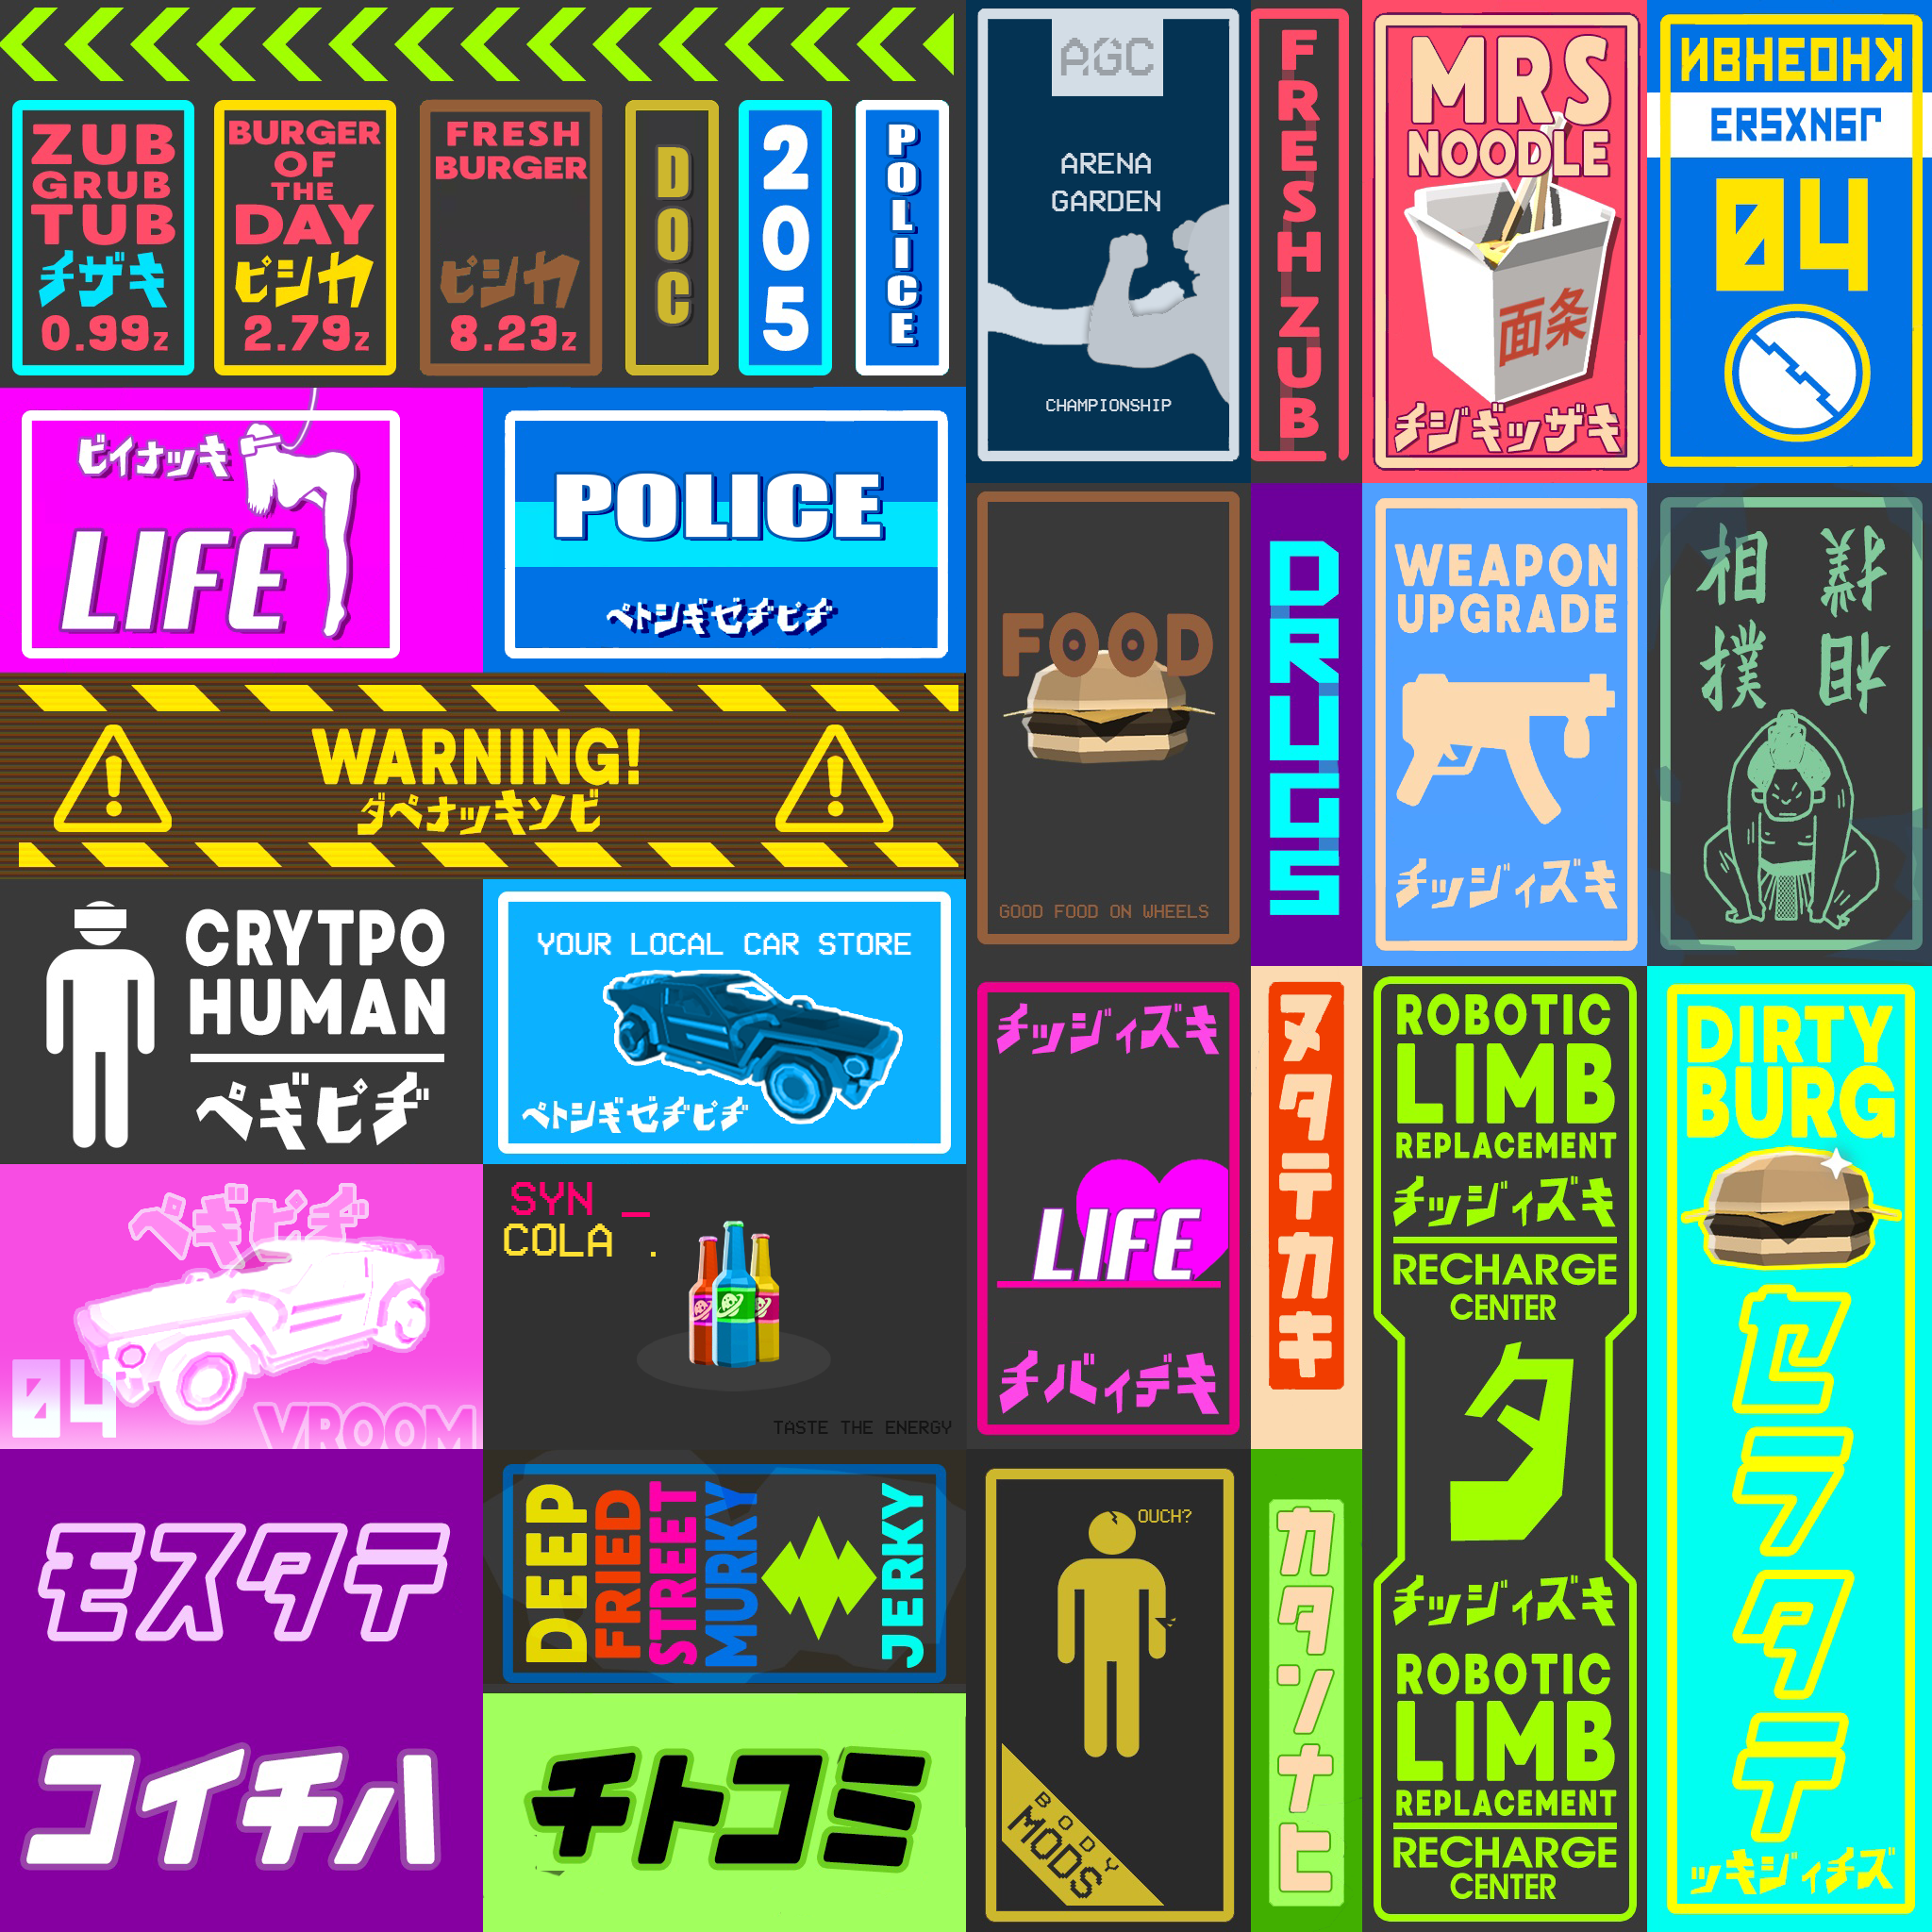 ZUB
GRUB
TUB
チザキ
0.99z
BURGER
OF
THE
DAY
ピシカ
2.79z
FRESH
BURGER
ピシカ
8.23z
DOC
205
POLICE
AGC
ARENA
GARDEN
CHAMPIONSHIP
FRESHZUB
MRS
NOODLE
面条
チジギッザキ
ERSXN6
04
ビイナッキ
LIFE
POLICE
ペトシギゼヂピヂ
WARNING!
ダペナッキソビ
FOOD
GOOD FOOD ON WHEELS
DRUGS
WEAPON
UPGRADE
チッジィズキ
相撲
CRYTPO
HUMAN
ペギピヂ
YOUR LOCAL CAR STORE
ペトシギゼヂピヂ
チッジィズキ
LIFE
チバィデキ
ヌタテカキ
ROBOTIC
LIMB
REPLACEMENT
チッジィズキ
RECHARGE
CENTER
タ
チッジィズキ
ROBOTIC
LIMB
REPLACEMENT
RECHARGE
CENTER
DIRTY
BURG
セラタテ
ッキジィチズ
ペギピヂ
04
VROOM
SYN _
COLA .
TASTE THE ENERGY
モスタテ
コイチハ
DEEP
FRIED
STREET
MURKY
JERKY
チトコミ
OUCH?
BODY
MODS
カタンナヒ